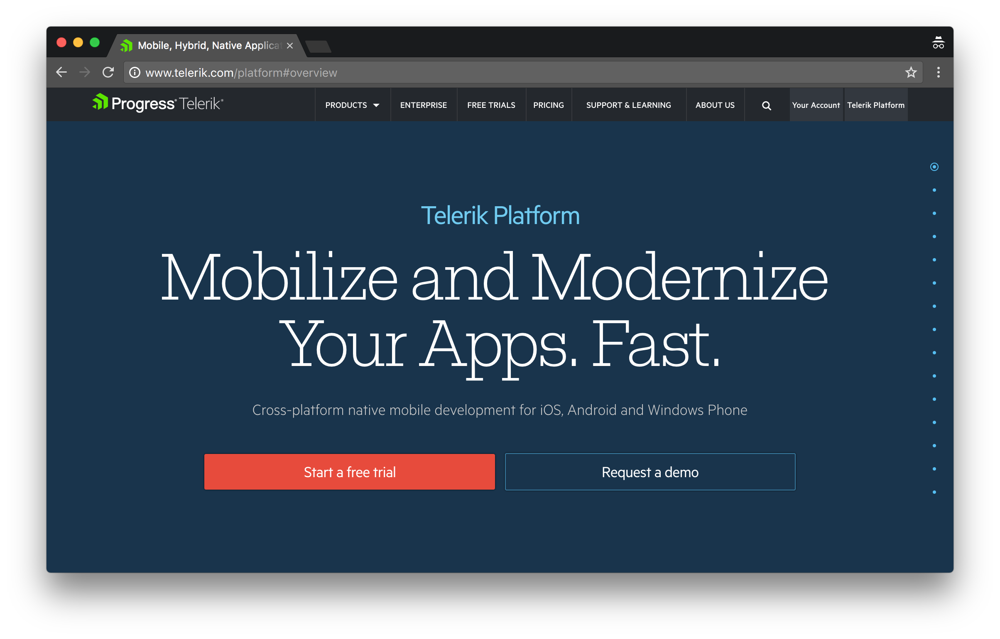 Mobile, Hybrid, Native Applicat
www.telerik.com/platform#overview
Progress® Telerik®
PRODUCTS ENTERPRISE FREE TRIALS PRICING SUPPORT & LEARNING ABOUT US Your Account Telerik Platform
Telerik Platform
Mobilize and Modernize
Your Apps. Fast.
Cross-platform native mobile development for iOS, Android and Windows Phone
Start a free trial
Request a demo